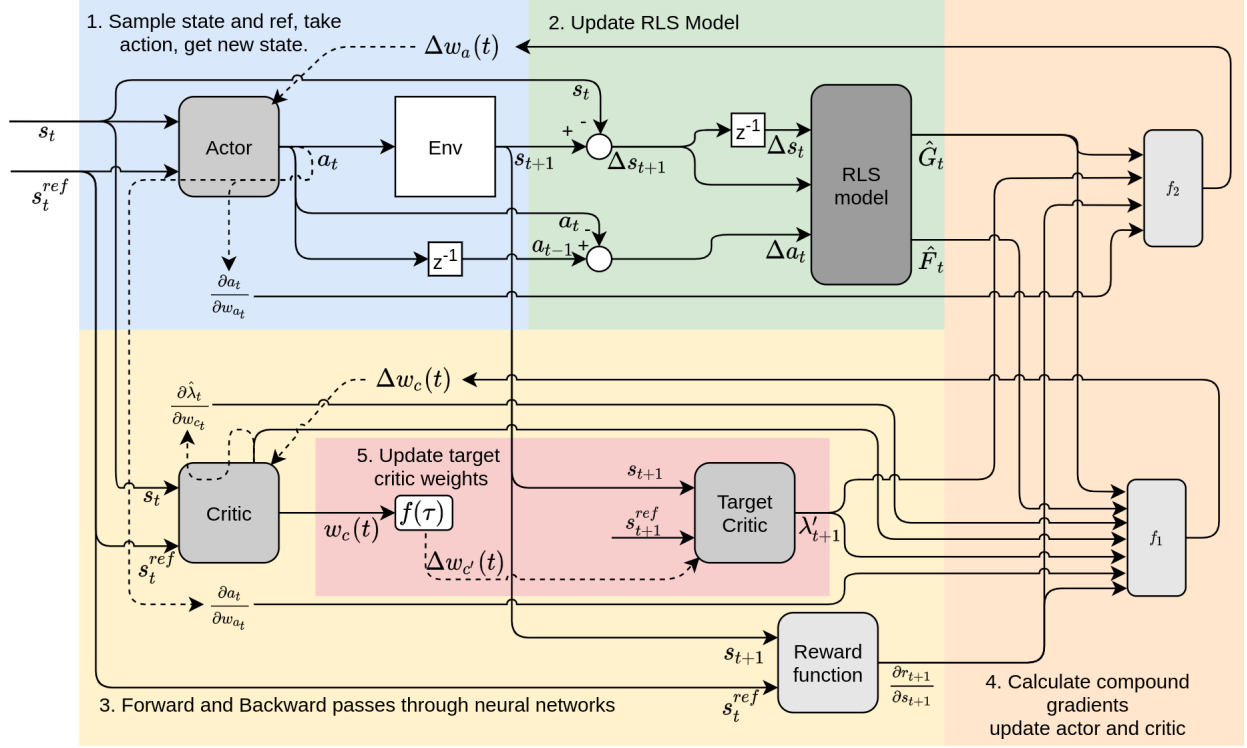 1. Sample state and ref, take
action, get new state.
2. Update RLS Model
Δw_a(t)
s_t
s_t
s_t^{ref}
Actor
a_t
Env
s_{t+1}
+
-
Δs_{t+1}
z^{-1}
Δs_t
RLS
model
Ĝ_t
f_2
a_t
-
z^{-1}
a_{t-1}
+
Δa_t
F̂_t
∂a_t/∂w_{a_t}
Δw_c(t)
∂λ̂_t/∂w_{c_t}
5. Update target
critic weights
s_t
Critic
s_t^{ref}
w_c(t)
f(τ)
Δw_{c'}(t)
s_{t+1}
s_{t+1}^{ref}
Target
Critic
λ'_{t+1}
f_1
∂a_t/∂w_{a_t}
s_{t+1}
s_t^{ref}
Reward
function
∂r_{t+1}/∂s_{t+1}
3. Forward and Backward passes through neural networks
4. Calculate compound
gradients
update actor and critic